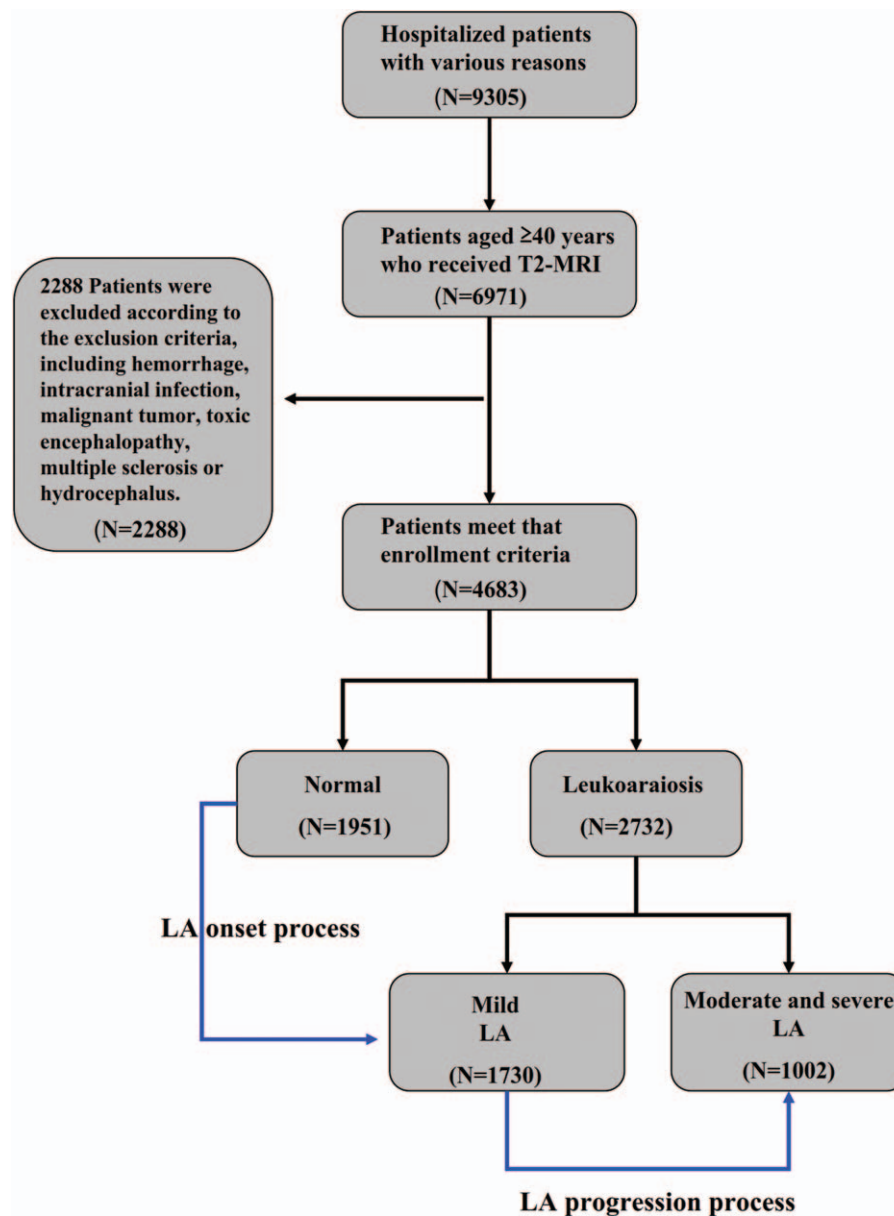 Hospitalized patients
with various reasons
(N=9305)
Patients aged ≥40 years
who received T2-MRI
(N=6971)
2288 Patients were
excluded according to
the exclusion criteria,
including hemorrhage,
intracranial infection,
malignant tumor, toxic
encephalopathy,
multiple sclerosis or
hydrocephalus.
(N=2288)
Patients meet that
enrollment criteria
(N=4683)
Normal
(N=1951)
Leukoaraiosis
(N=2732)
LA onset process
Mild
LA
(N=1730)
Moderate and severe
LA
(N=1002)
LA progression process